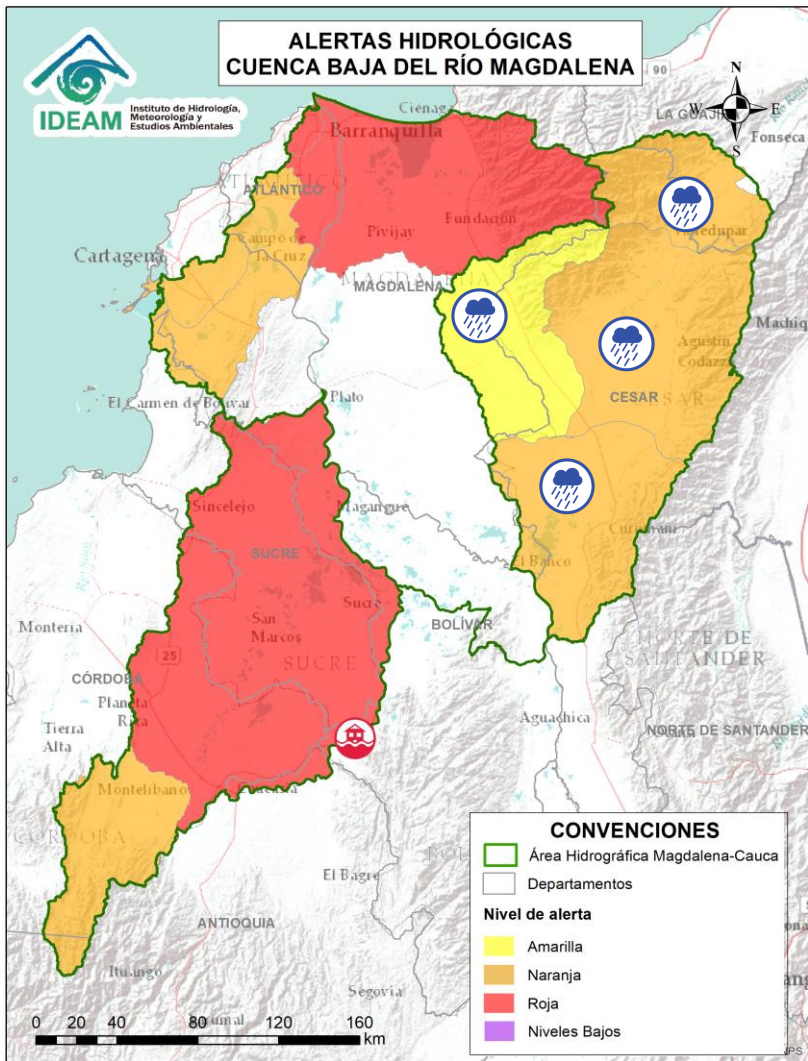 ALERTAS HIDROLÓGICAS
CUENCA BAJA DEL RÍO MAGDALENA
IDEAM
Instituto de Hidrología,
Meteorología y
Estudios Ambientales
N
W
E
S
90
Ciénaga
LA GUAJIRA
Fonseca
Barranquilla
ATLÁNTICO
Cartagena
Campo de
la Cruz
Pivijay
Fundación
Valledupar
MAGDALENA
Machiq
Agustín
Codazzi
CESAR
El Carmen de Bolívar
Plato
Sincelejo
Magangué
SUCRE
Curumaní
El Banco
San
Marcos
Sucre
BOLÍVAR
SUCRE
NORTE DE
SANTANDER
Montería
25
CÓRDOBA
Planeta
Rica
Tierra
Alta
Aguachica
NORTE DE SANTANDER
Montelíbano
CÓRDOBA
El Bagre
ANTIOQUIA
Ituango
Segovia
0 20 40 80 120 160
km
CONVENCIONES
Área Hidrográfica Magdalena-Cauca
Departamentos
Nivel de alerta
Amarilla
Naranja
Roja
Niveles Bajos